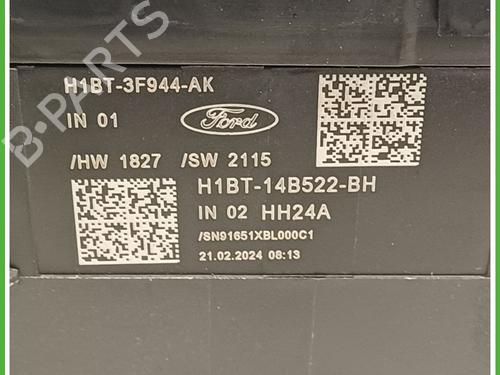 H1BT-3F944-AK
IN 01
Ford
/HW 1827 /SW 2115
H1BT-14B522-BH
IN 02 HH24A
/SN91651XBL000C1
21.02.2024 08:13
B-PARTS